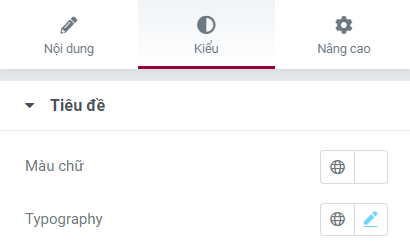 Nội dung
Kiểu
Nâng cao
Tiêu đề
Màu chữ
Typography